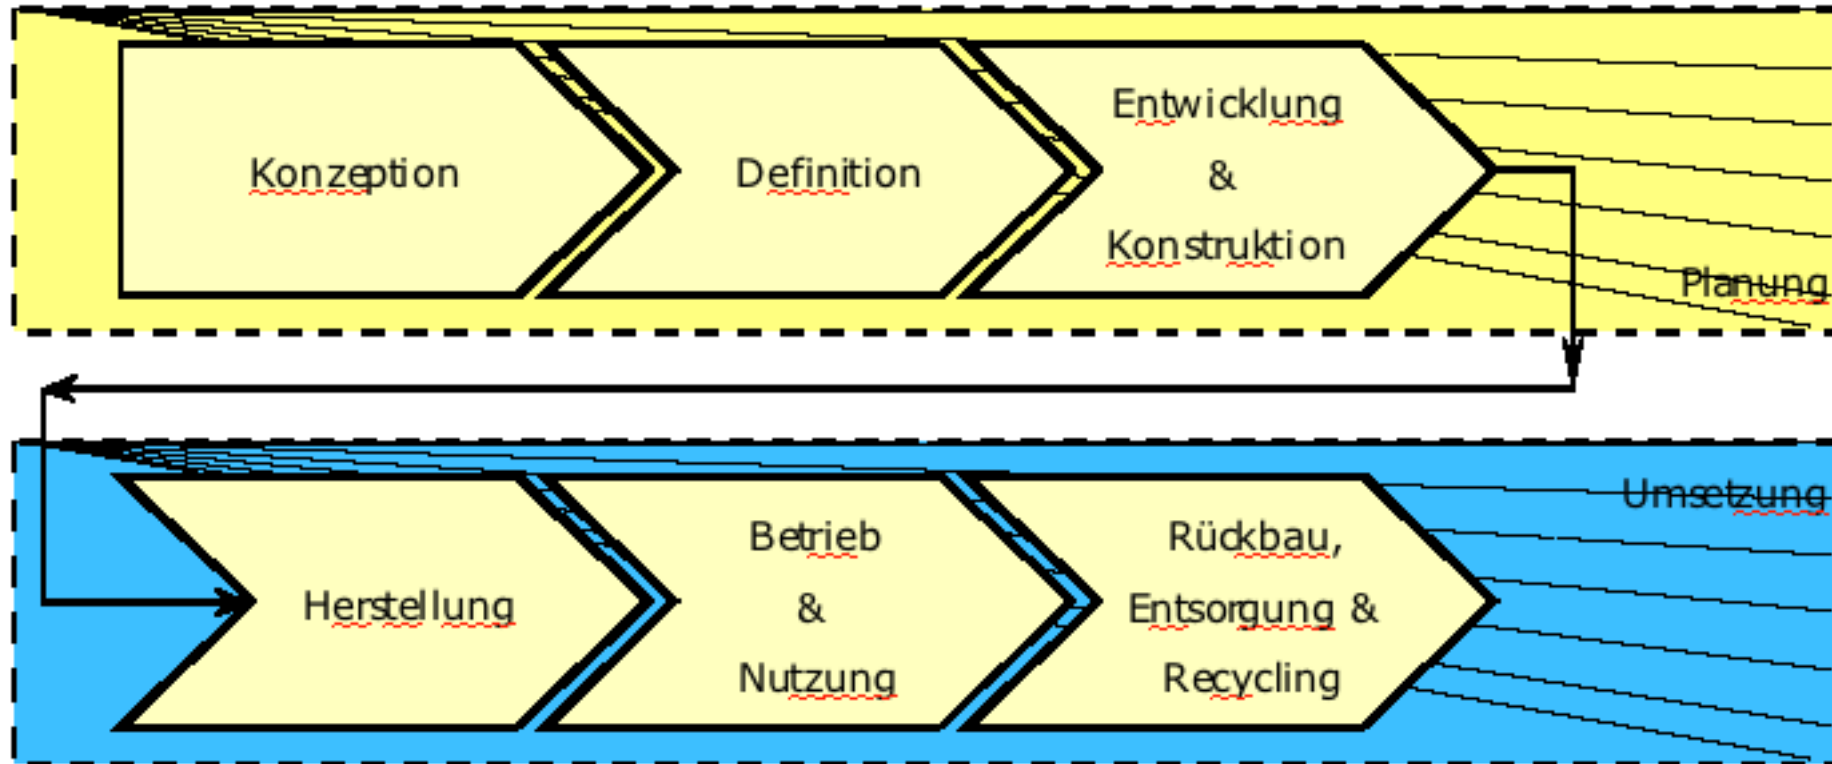 Konzeption
Definition
Entwicklung
&
Konstruktion
Planung
Umsetzung
Herstellung
Betrieb
&
Nutzung
Rückbau,
Entsorgung &
Recycling